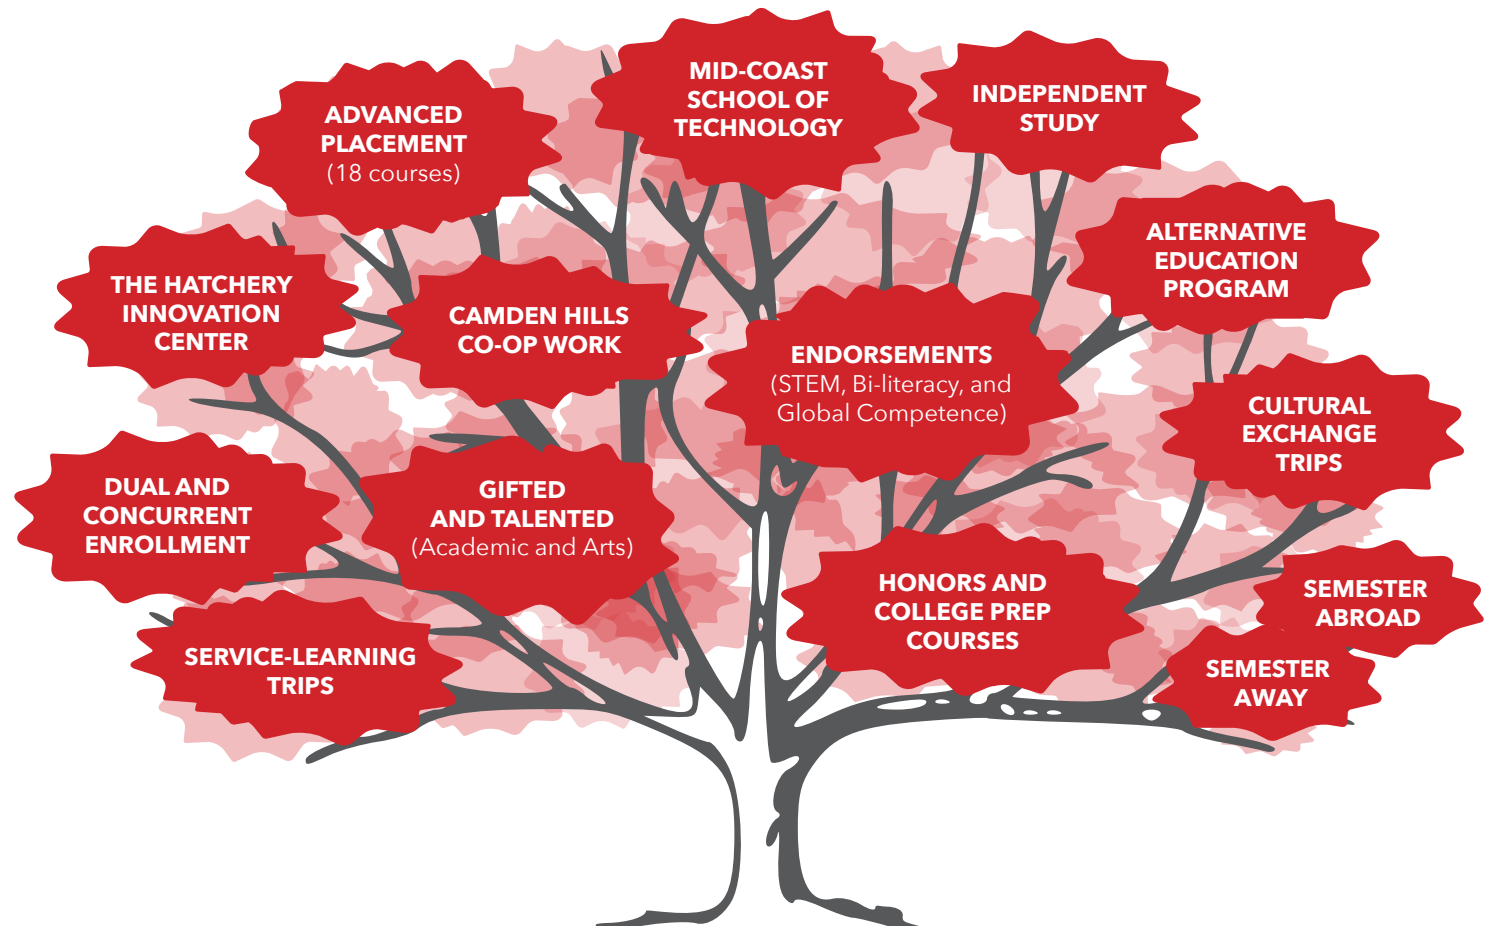 MID-COAST
SCHOOL OF
TECHNOLOGY
INDEPENDENT
STUDY
ADVANCED
PLACEMENT
(18 courses)
ALTERNATIVE
EDUCATION
PROGRAM
THE HATCHERY
INNOVATION
CENTER
CAMDEN HILLS
CO-OP WORK
ENDORSEMENTS
(STEM, Bi-literacy, and
Global Competence)
CULTURAL
EXCHANGE
TRIPS
DUAL AND
CONCURRENT
ENROLLMENT
GIFTED
AND TALENTED
(Academic and Arts)
HONORS AND
COLLEGE PREP
COURSES
SEMESTER
ABROAD
SERVICE-LEARNING
TRIPS
SEMESTER
AWAY